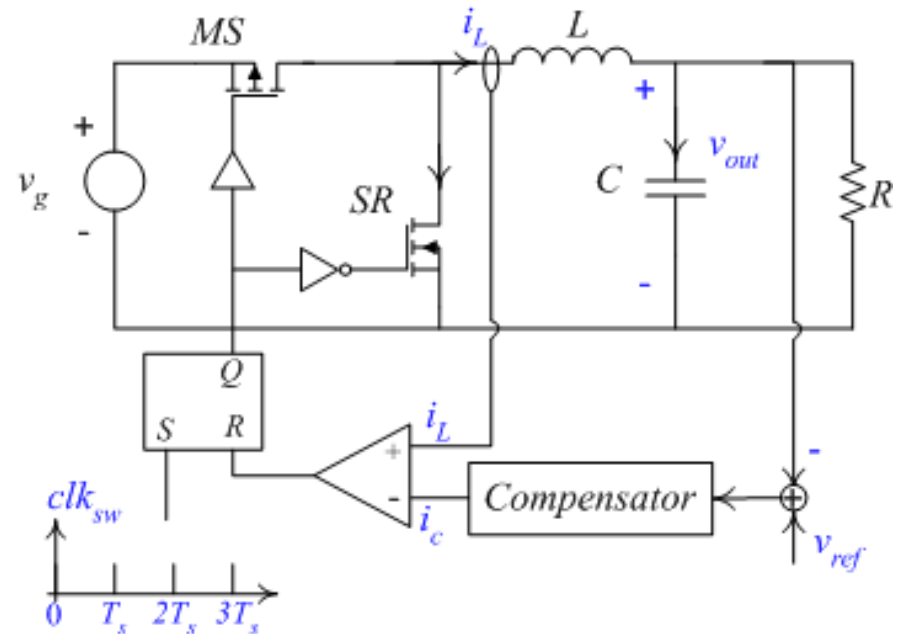 MS
i_L
L
+
v_g
-
SR
+
C
v_out
-
R
Q
S
R
i_L
+
-
i_c
Compensator
-
+
v_ref
clk_sw
0
T_s
2T_s
3T_s